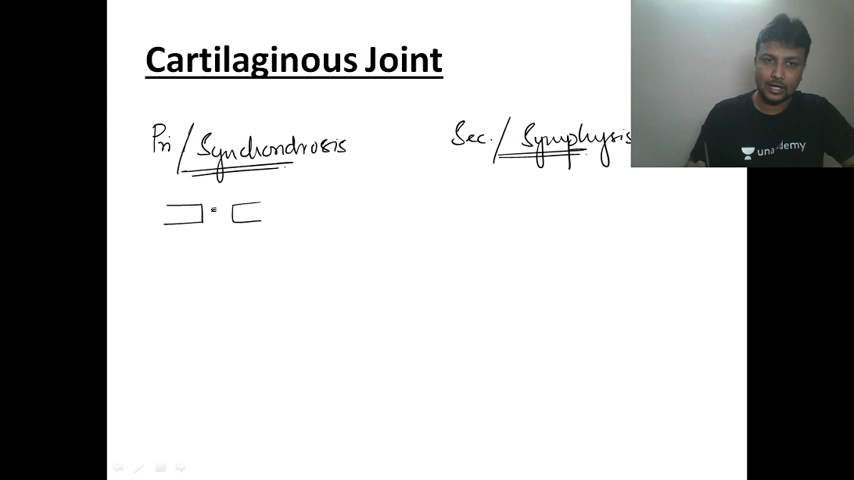 Cartilaginous Joint
Pri / Synchondrosis
Sec. / Symphysis
unacademy